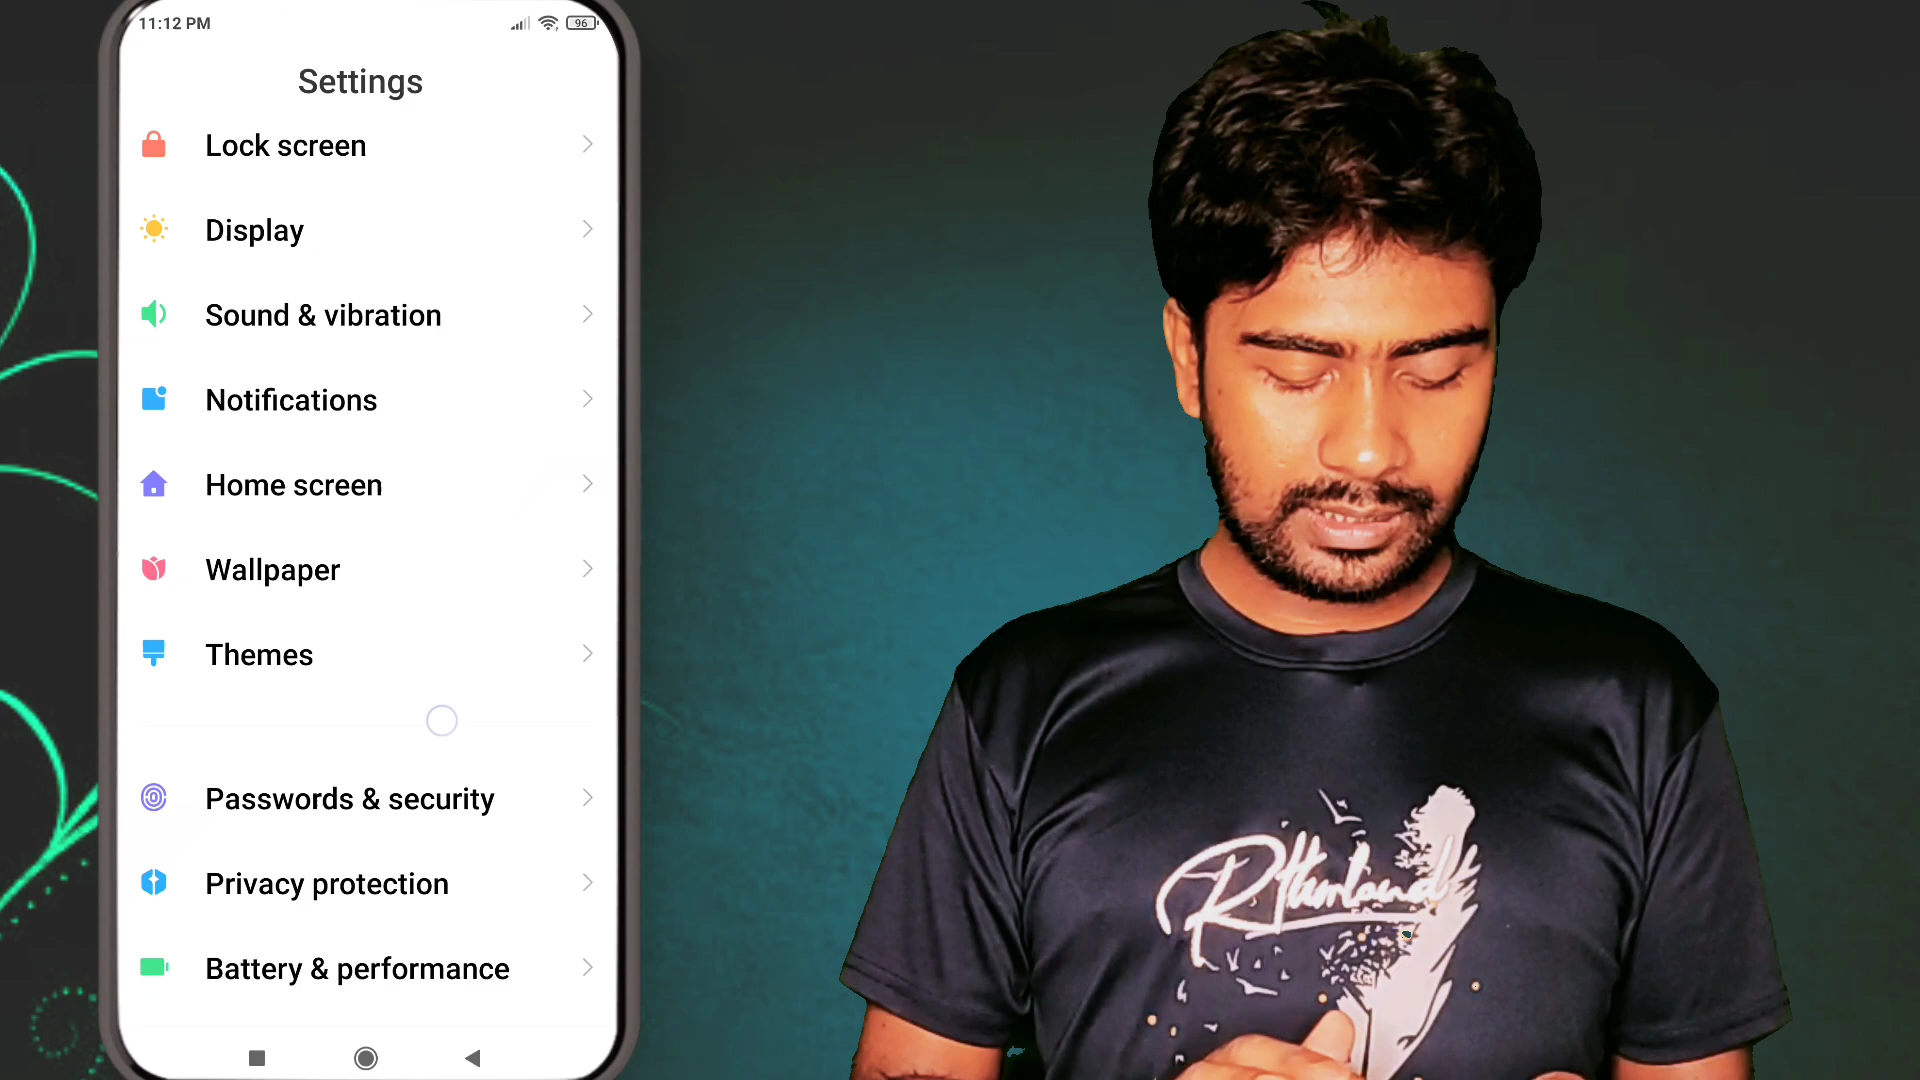 11:12 PM
96
Settings
Lock screen
Display
Sound & vibration
Notifications
Home screen
Wallpaper
Themes
Passwords & security
Privacy protection
Battery & performance